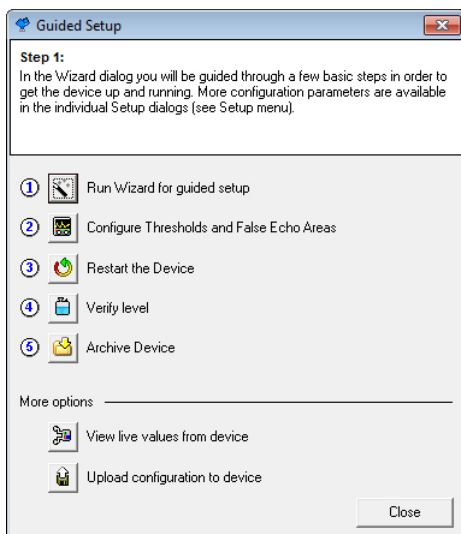 Guided Setup
Step 1:
In the Wizard dialog you will be guided through a few basic steps in order to
get the device up and running. More configuration parameters are available
in the individual Setup dialogs (see Setup menu).
1 Run Wizard for guided setup
2 Configure Thresholds and False Echo Areas
3 Restart the Device
4 Verify level
5 Archive Device
More options
View live values from device
Upload configuration to device
Close